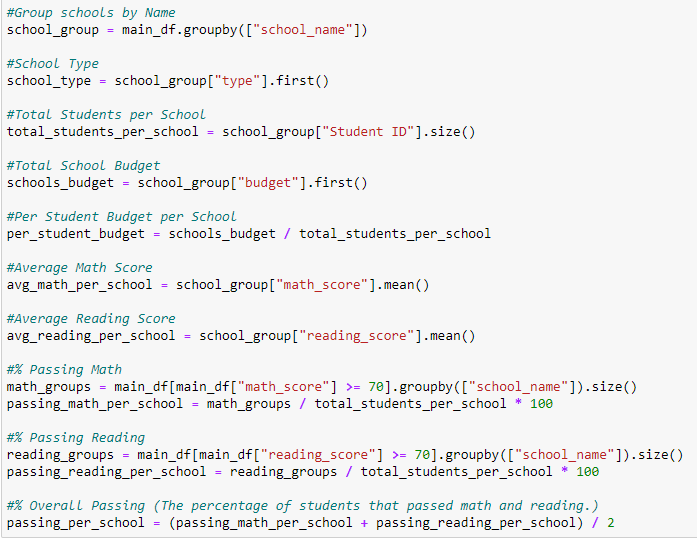 #Group schools by Name
school_group = main_df.groupby(["school_name"])
#School Type
school_type = school_group["type"].first()
#Total Students per School
total_students_per_school = school_group["Student ID"].size()
#Total School Budget
schools_budget = school_group["budget"].first()
#Per Student Budget per School
per_student_budget = schools_budget / total_students_per_school
#Average Math Score
avg_math_per_school = school_group["math_score"].mean()
#Average Reading Score
avg_reading_per_school = school_group["reading_score"].mean()
#% Passing Math
math_groups = main_df[main_df["math_score"] >= 70].groupby(["school_name"]).size()
passing_math_per_school = math_groups / total_students_per_school * 100
#% Passing Reading
reading_groups = main_df[main_df["reading_score"] >= 70].groupby(["school_name"]).size()
passing_reading_per_school = reading_groups / total_students_per_school * 100
#% Overall Passing (The percentage of students that passed math and reading.)
passing_per_school = (passing_math_per_school + passing_reading_per_school) / 2